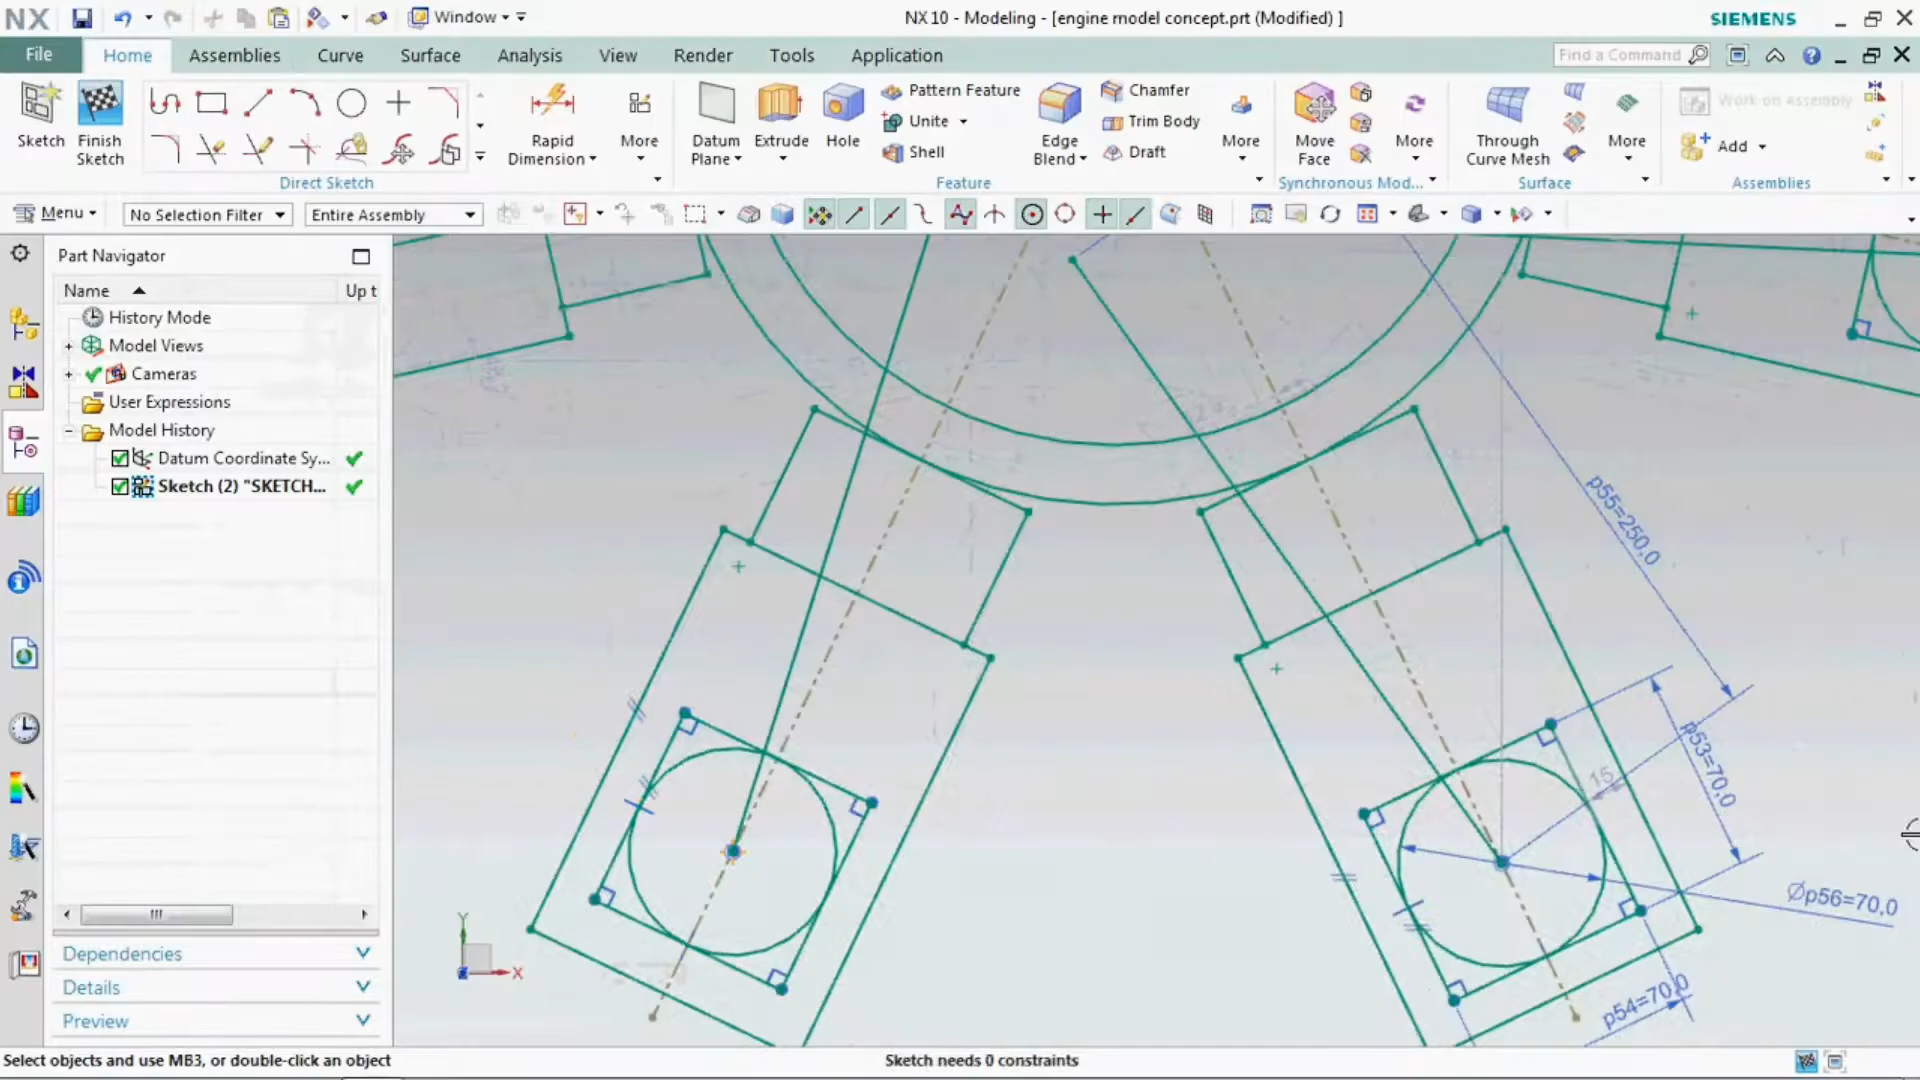 NX
Window
NX 10 - Modeling - [engine model concept.prt (Modified) ]
SIEMENS
File
Home
Assemblies
Curve
Surface
Analysis
View
Render
Tools
Application
Find a Command
Sketch
Finish
Sketch
Rapid
Dimension
More
Direct Sketch
Datum
Plane
Extrude
Hole
Pattern Feature
Unite
Shell
Edge
Blend
Chamfer
Trim Body
Draft
More
Feature
Move
Face
More
Synchronous Mod...
Through
Curve Mesh
More
Surface
Work on Assembly
Add
Assemblies
Menu
No Selection Filter
Entire Assembly
Part Navigator
Name
Up t
History Mode
Model Views
Cameras
User Expressions
Model History
Datum Coordinate Sy...
Sketch (2) "SKETCH...
Dependencies
Details
Preview
p55=250,0
p53=70,0
15
Øp56=70,0
p54=70,0
Y
X
Select objects and use MB3, or double-click an object
Sketch needs 0 constraints